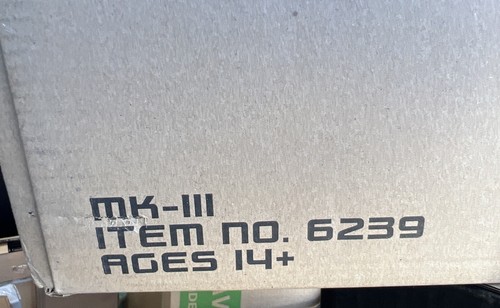 MK-III
ITEM NO. 6239
AGES 14+